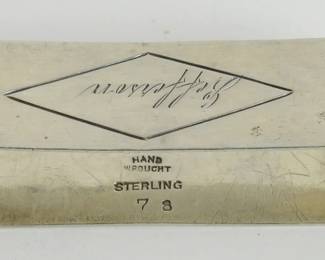 Jefferson
HAND
WROUGHT
STERLING
7 8